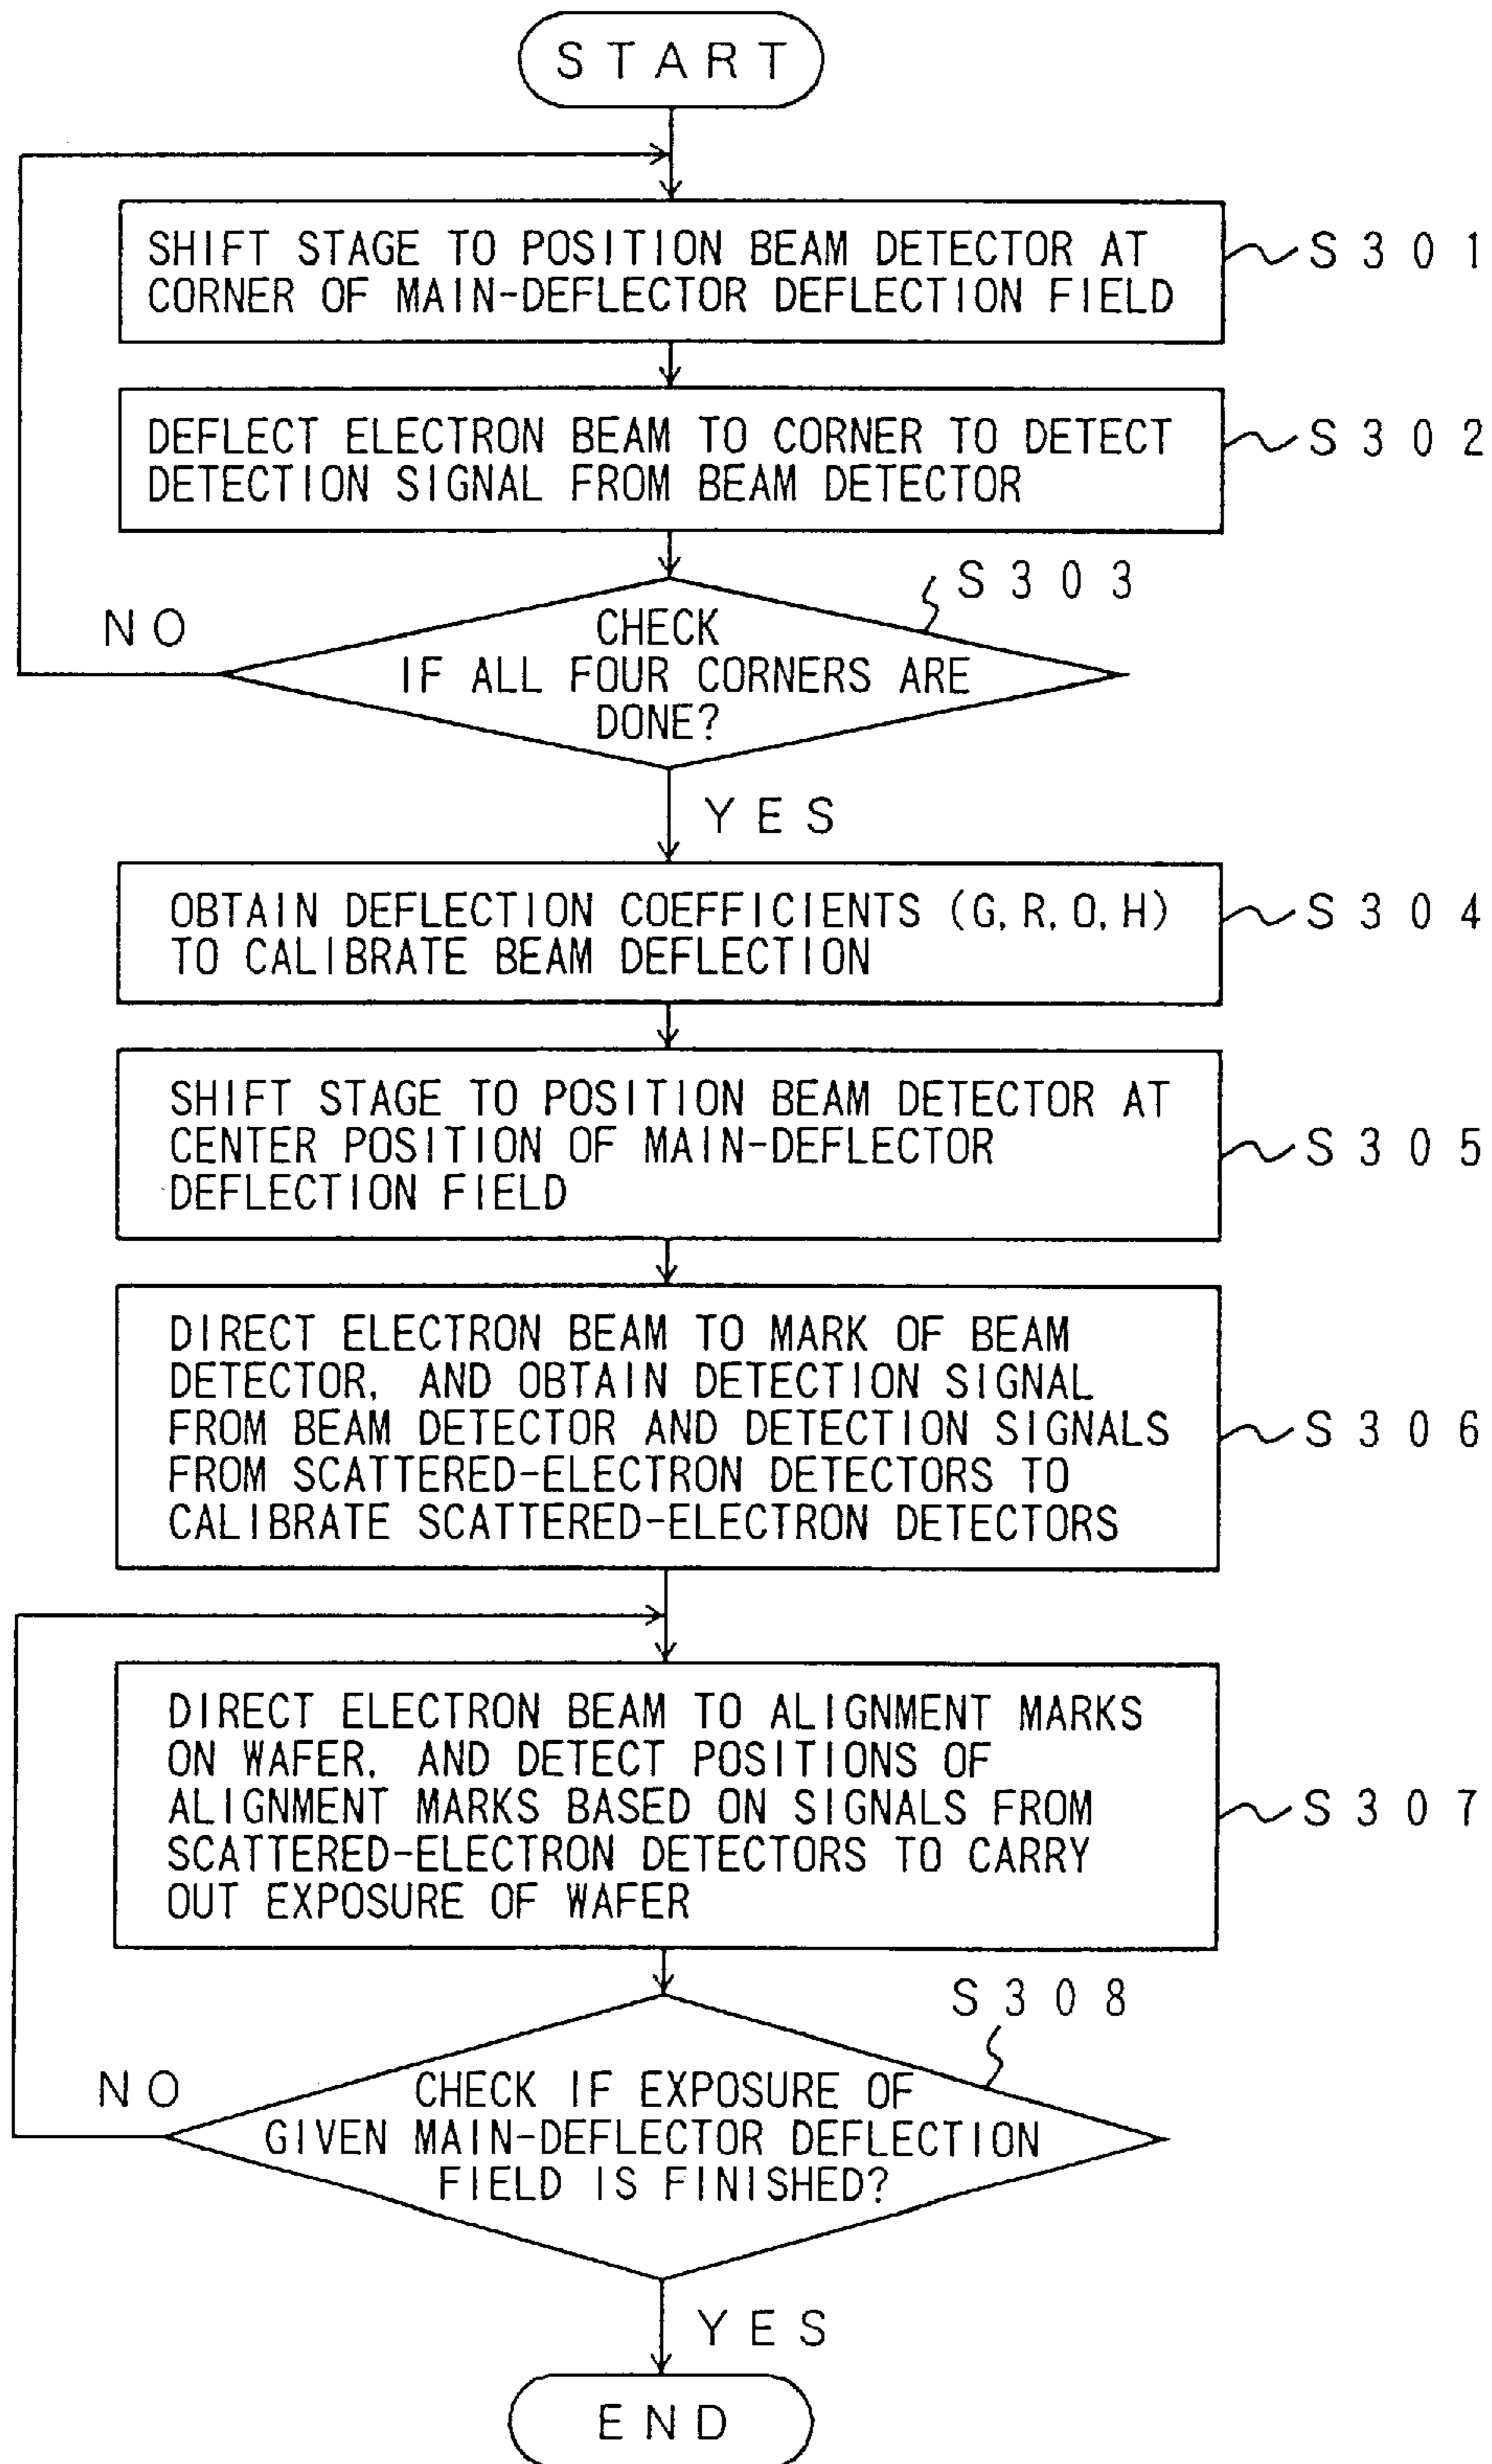 START
SHIFT STAGE TO POSITION BEAM DETECTOR AT
CORNER OF MAIN-DEFLECTOR DEFLECTION FIELD
S301
DEFLECT ELECTRON BEAM TO CORNER TO DETECT
DETECTION SIGNAL FROM BEAM DETECTOR
S302
S303
NO
CHECK
IF ALL FOUR CORNERS ARE
DONE?
YES
OBTAIN DEFLECTION COEFFICIENTS (G, R, O, H)
TO CALIBRATE BEAM DEFLECTION
S304
SHIFT STAGE TO POSITION BEAM DETECTOR AT
CENTER POSITION OF MAIN-DEFLECTOR
DEFLECTION FIELD
S305
DIRECT ELECTRON BEAM TO MARK OF BEAM
DETECTOR, AND OBTAIN DETECTION SIGNAL
FROM BEAM DETECTOR AND DETECTION SIGNALS
FROM SCATTERED-ELECTRON DETECTORS TO
CALIBRATE SCATTERED-ELECTRON DETECTORS
S306
DIRECT ELECTRON BEAM TO ALIGNMENT MARKS
ON WAFER, AND DETECT POSITIONS OF
ALIGNMENT MARKS BASED ON SIGNALS FROM
SCATTERED-ELECTRON DETECTORS TO CARRY
OUT EXPOSURE OF WAFER
S307
S308
NO
CHECK IF EXPOSURE OF
GIVEN MAIN-DEFLECTOR DEFLECTION
FIELD IS FINISHED?
YES
END